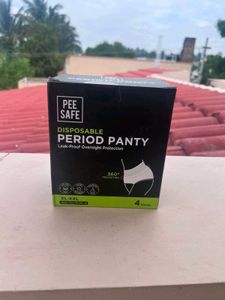 PEE
SAFE
DISPOSABLE
PERIOD PANTY
Leak-Proof Overnight Protection
360°
XL-XXL
4